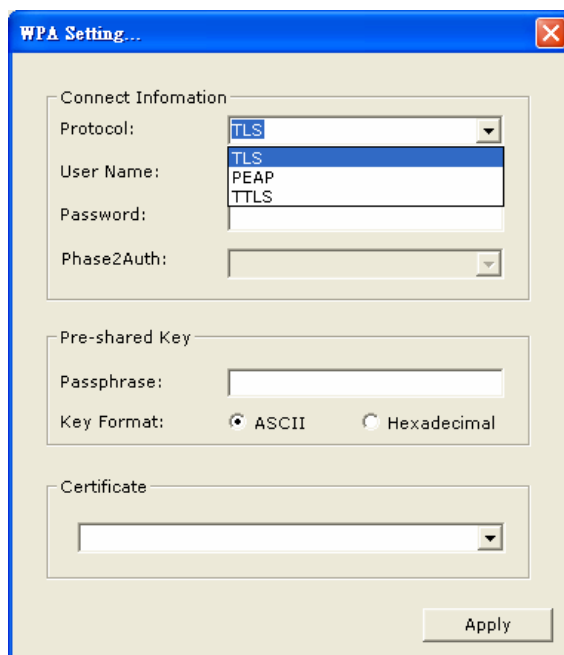 WPA Setting...
Connect Infomation
Protocol: TLS
TLS
User Name: PEAP
TTLS
Password:
Phase2Auth:
Pre-shared Key
Passphrase:
Key Format: ASCII Hexadecimal
Certificate
Apply